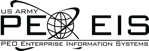 US ARMY
PEO EIS
PEO ENTERPRISE INFORMATION SYSTEMS